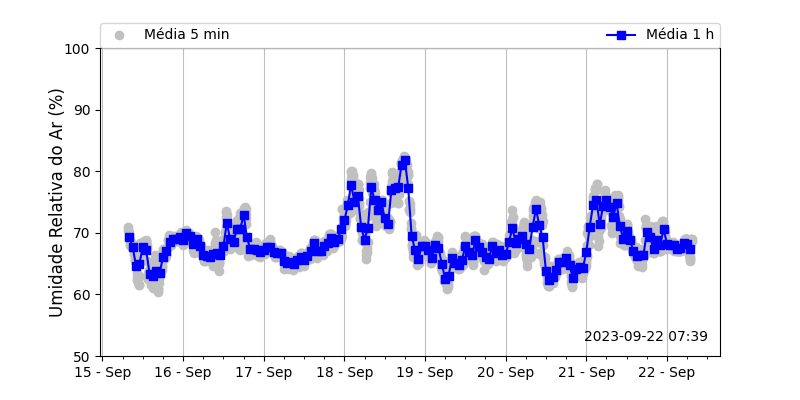 Média 5 min
Média 1 h
100
90
80
70
60
50
Umidade Relativa do Ar (%)
2023-09-22 07:39
15 - Sep
16 - Sep
17 - Sep
18 - Sep
19 - Sep
20 - Sep
21 - Sep
22 - Sep